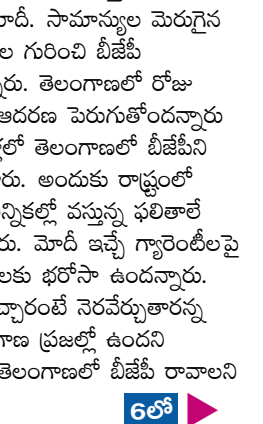 మోదీ. సామాన్యుల మెరుగైన
ల గురించి బీజేపీ
న్నారు. తెలంగాణలో రోజు
ఆదరణ పెరుగుతోందన్నారు
తెలంగాణలో బీజేపీని
రు. అందుకు రాష్ట్రంలో
న్నికల్లో వస్తున్న ఫలితాలే
రు. మోదీ ఇచ్చే గ్యారెంటీలపై
లకు భరోసా ఉందన్నారు.
చ్చారంటే నెరవేర్చుతారన్న
గాణ ప్రజల్లో ఉందని
తెలంగాణలో బీజేపీ రావాలని
6లో